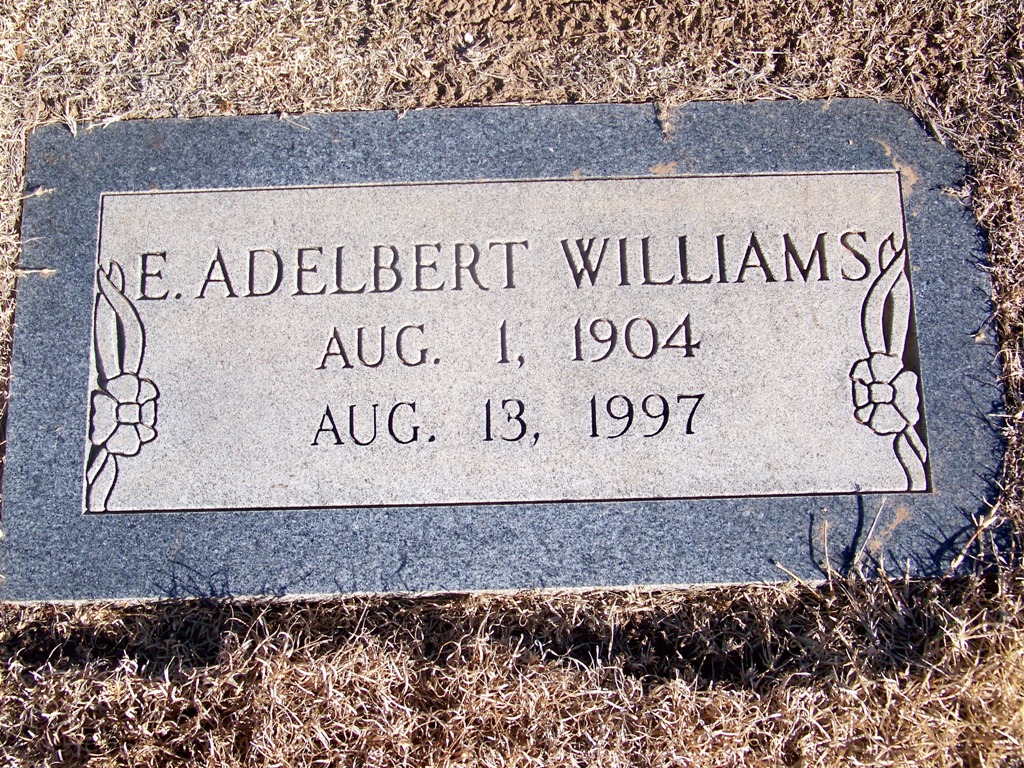 E. ADELBERT WILLIAMS
AUG. 1, 1904
AUG. 13, 1997